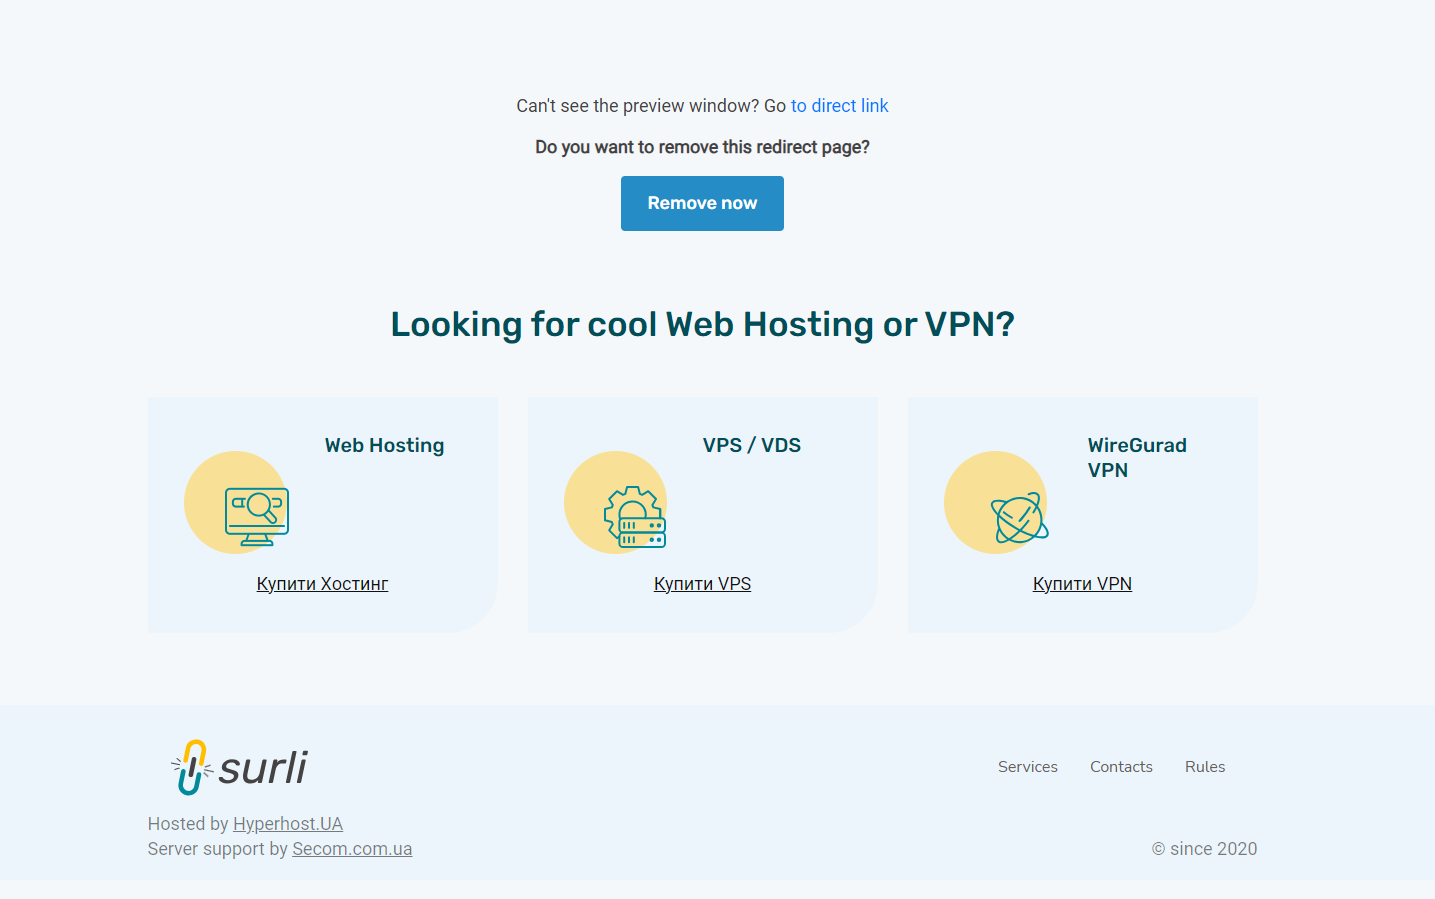 Can't see the preview window? Go to direct link
Do you want to remove this redirect page?
Remove now
Looking for cool Web Hosting or VPN?
Web Hosting
Купити Хостинг
VPS / VDS
Купити VPS
WireGurad
VPN
Купити VPN
surli
Services
Contacts
Rules
Hosted by Hyperhost.UA
Server support by Secom.com.ua
© since 2020